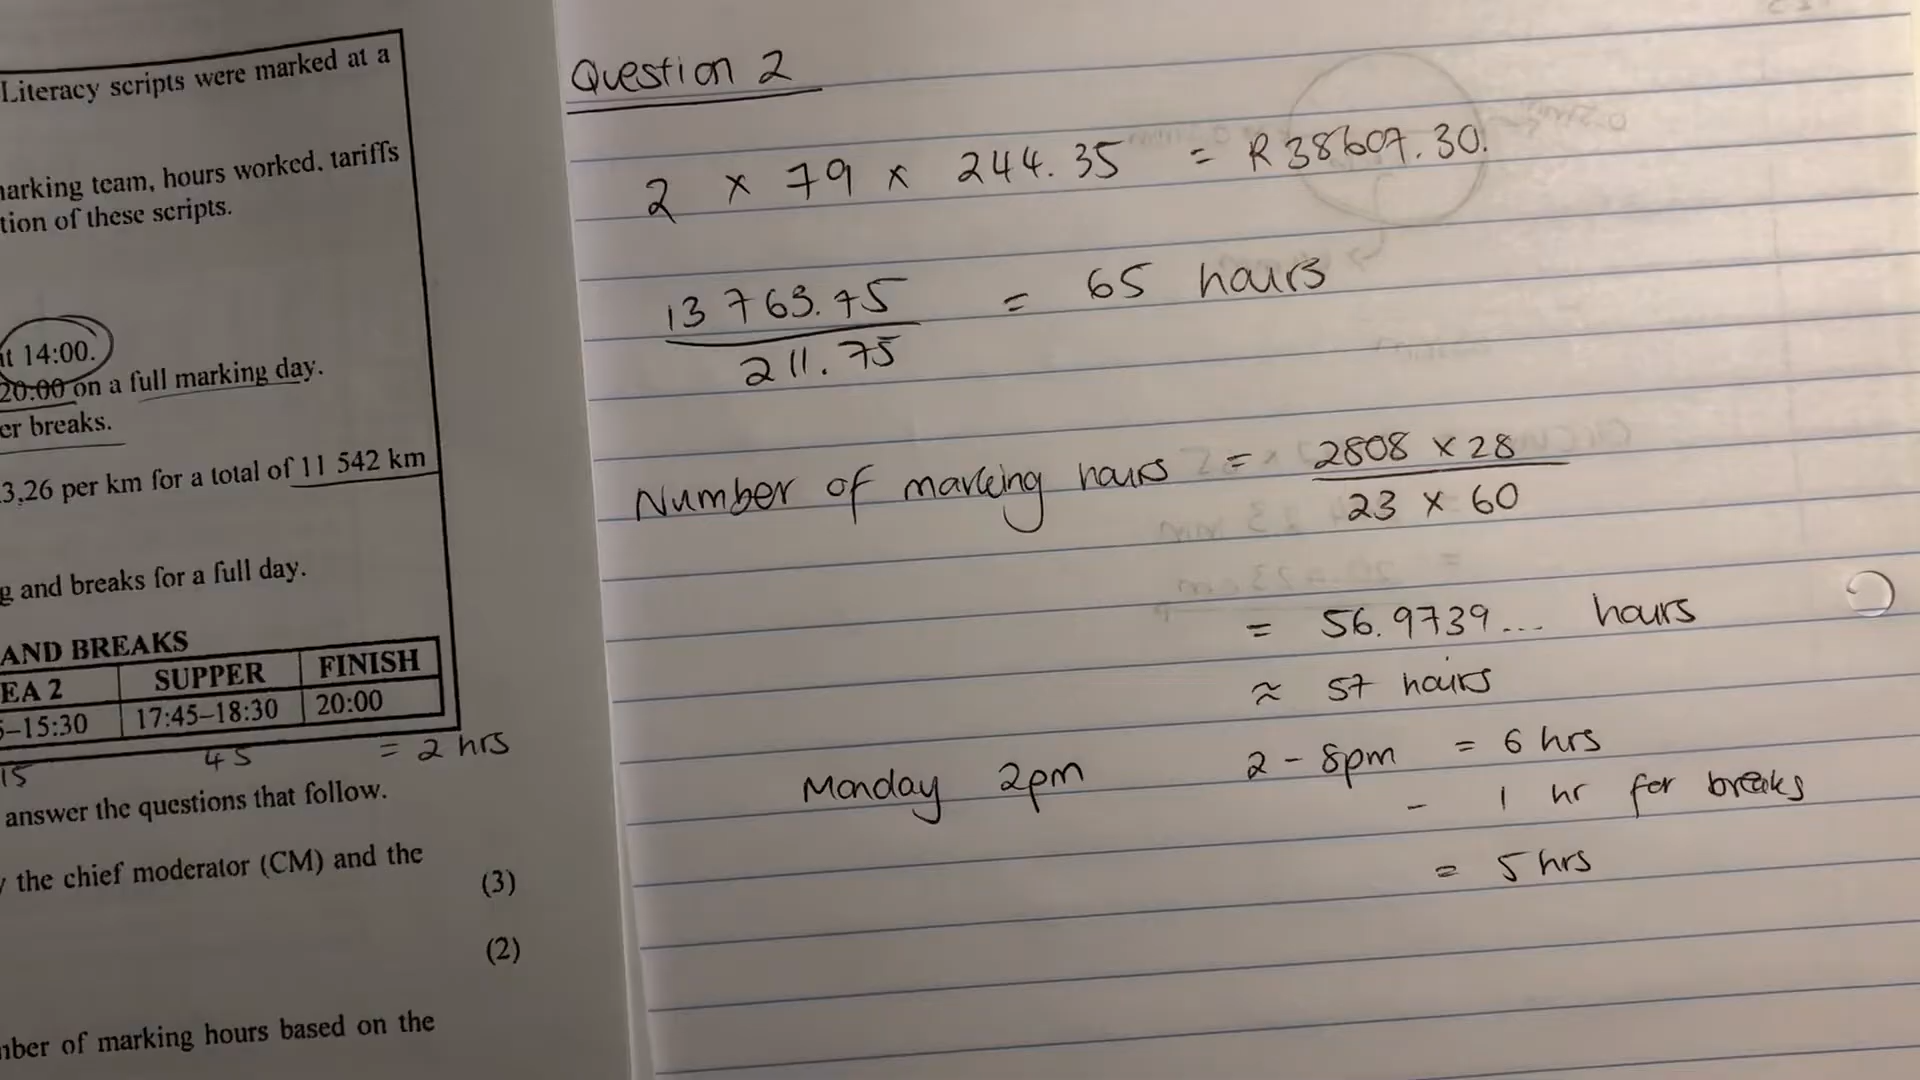 Literacy scripts were marked at a
marking team, hours worked, tariffs
tion of these scripts.
at 14:00.
20:00 on a full marking day.
er breaks.
3,26 per km for a total of 11 542 km
g and breaks for a full day.
AND BREAKS
EA 2 SUPPER FINISH
–15:30 17:45–18:30 20:00
15 45 = 2 hrs
answer the questions that follow.
y the chief moderator (CM) and the
(3)
(2)
mber of marking hours based on the
Question 2
2 × 79 × 244.35 = R38607.30.
13 763.75
= 65 hours
211.75
Number of marking hours = 2808 × 28
23 × 60
= 56.9739... hours
≈ 57 hours
Monday 2pm 2 - 8pm = 6 hrs
- 1 hr for breaks
= 5 hrs